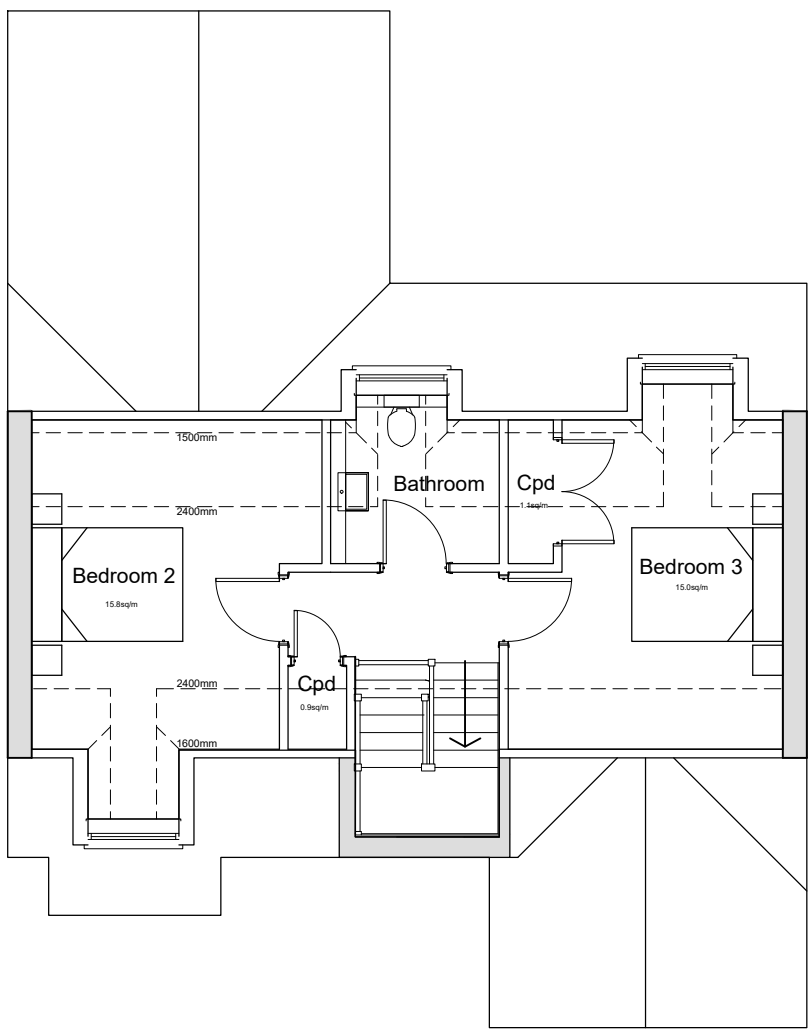 1500mm
Bathroom
Cpd
1.1sq/m
2400mm
Bedroom 2
15.8sq/m
Bedroom 3
15.0sq/m
2400mm
Cpd
0.9sq/m
1600mm